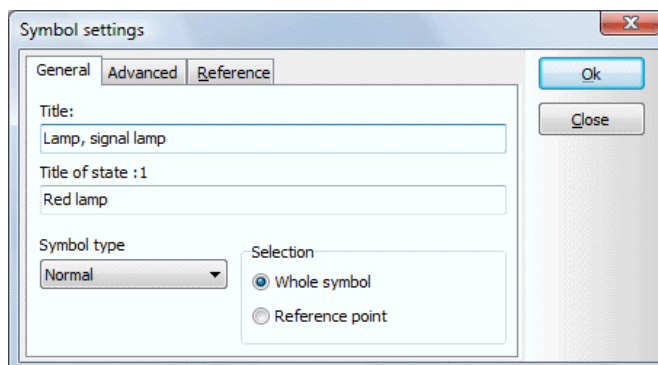 Symbol settings
General Advanced Reference
Ok
Close
Title:
Lamp, signal lamp
Title of state :1
Red lamp
Symbol type
Normal
Selection
Whole symbol
Reference point